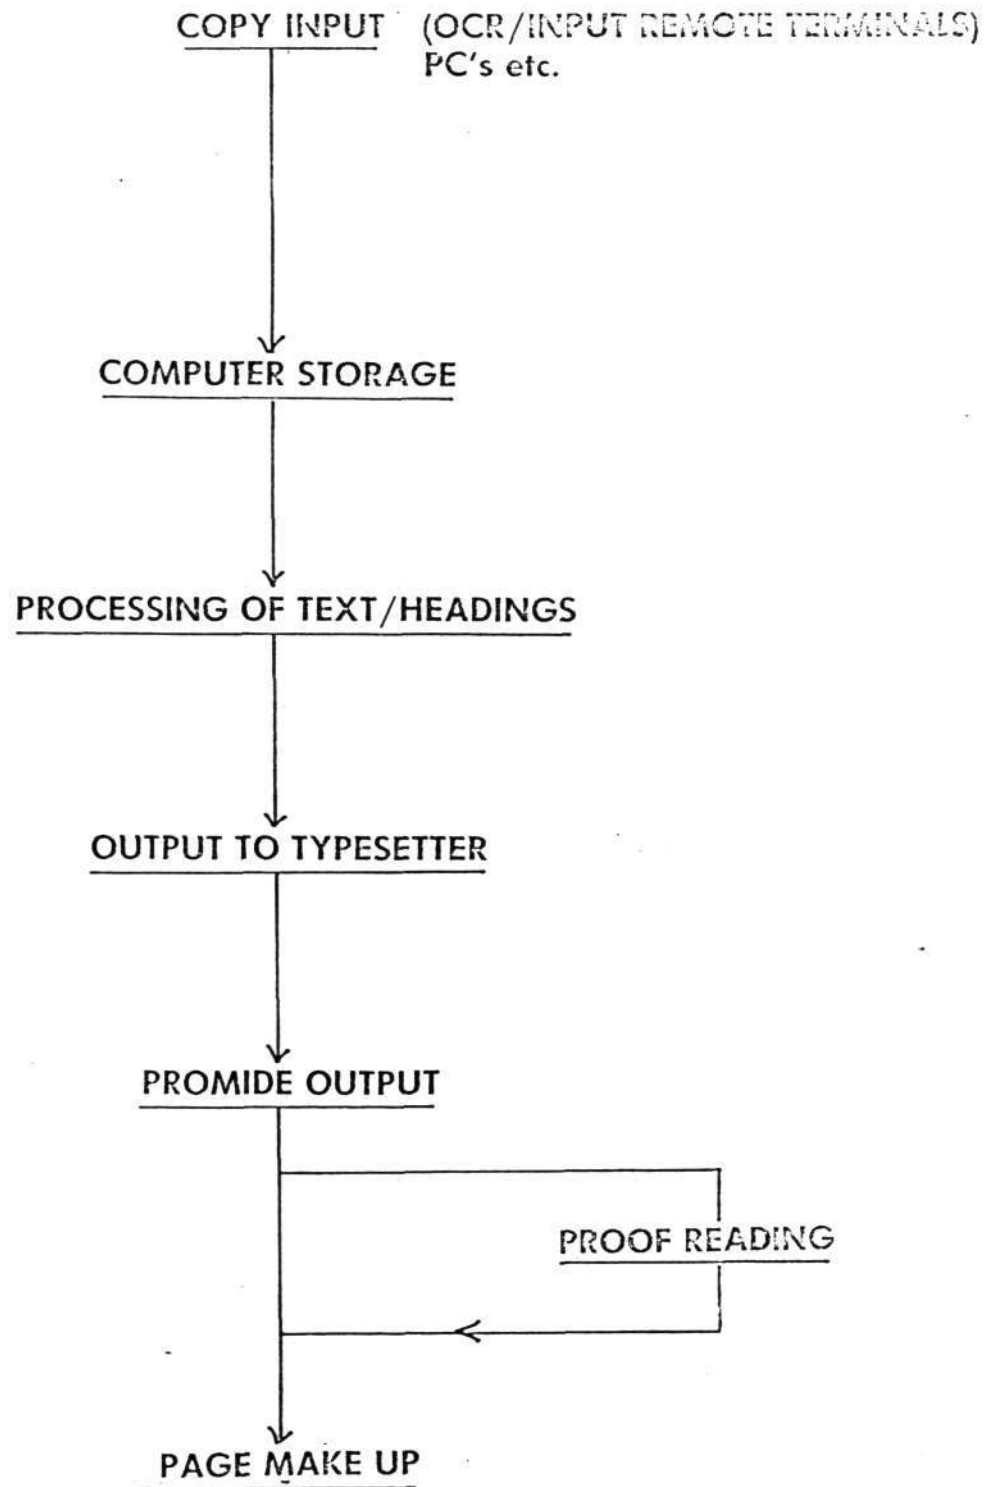 COPY INPUT (OCR/INPUT REMOTE TERMINALS)
PC's etc.
COMPUTER STORAGE
PROCESSING OF TEXT/HEADINGS
OUTPUT TO TYPESETTER
PROMIDE OUTPUT
PROOF READING
PAGE MAKE UP